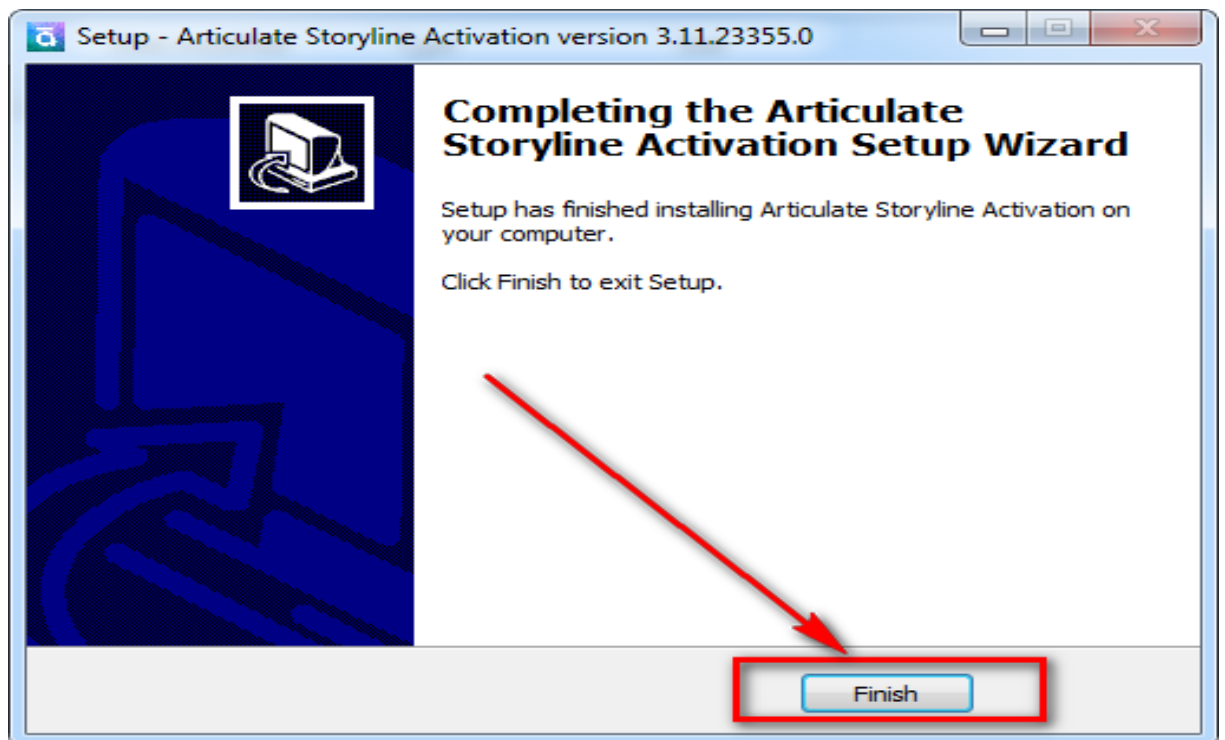 Setup - Articulate Storyline Activation version 3.11.23355.0
Completing the Articulate
Storyline Activation Setup Wizard
Setup has finished installing Articulate Storyline Activation on
your computer.
Click Finish to exit Setup.
Finish